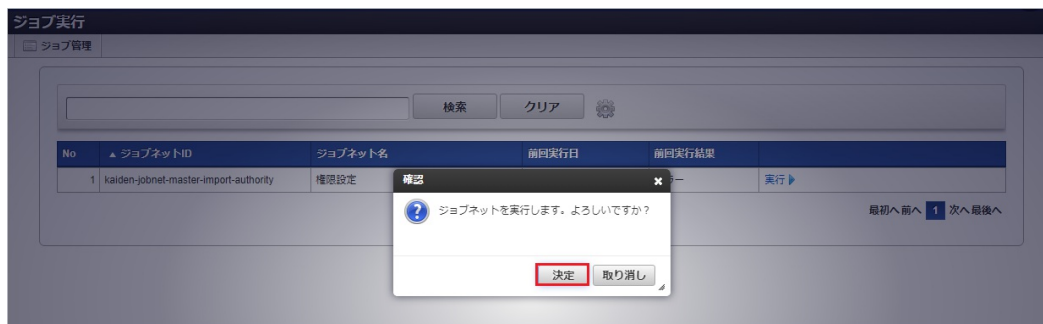 ジョブ実行
ジョブ管理
検索 クリア
No ▲ ジョブネットID ジョブネット名 前回実行日 前回実行結果
1 kaiden-jobnet-master-import-authority 権限設定 ー 実行
確認
ジョブネットを実行します。よろしいですか？
決定 取り消し
最初へ 前へ 1 次へ 最後へ